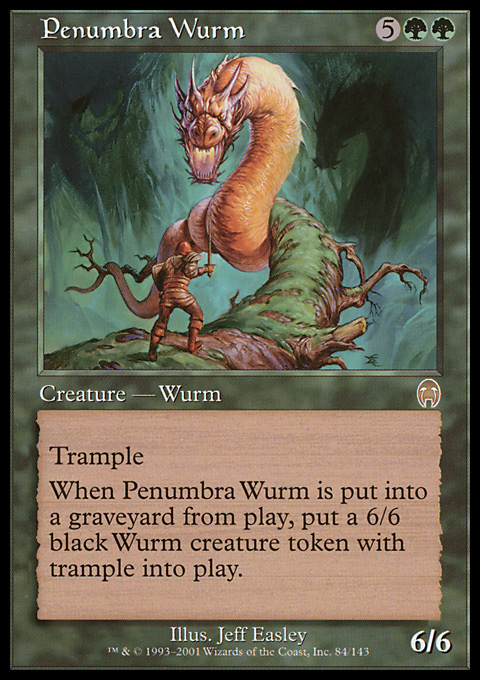 Penumbra Wurm 5
Creature — Wurm
Trample
When Penumbra Wurm is put into
a graveyard from play, put a 6/6
black Wurm creature token with
trample into play.
Illus. Jeff Easley
™ & © 1993–2001 Wizards of the Coast, Inc. 84/143
6/6